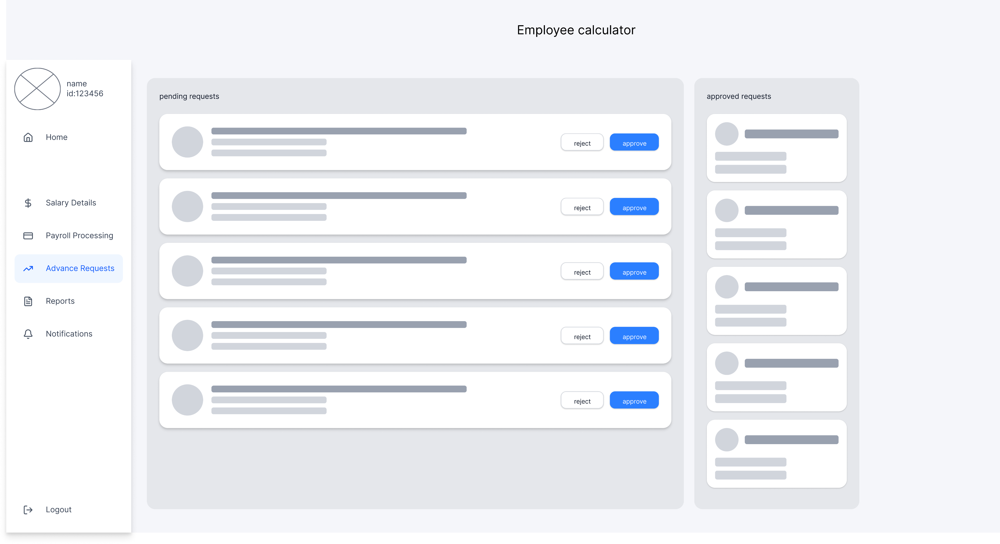 Employee calculator
name
id:123456
Home
Salary Details
Payroll Processing
Advance Requests
Reports
Notifications
Logout
pending requests
reject
approve
reject
approve
reject
approve
reject
approve
reject
approve
approved requests